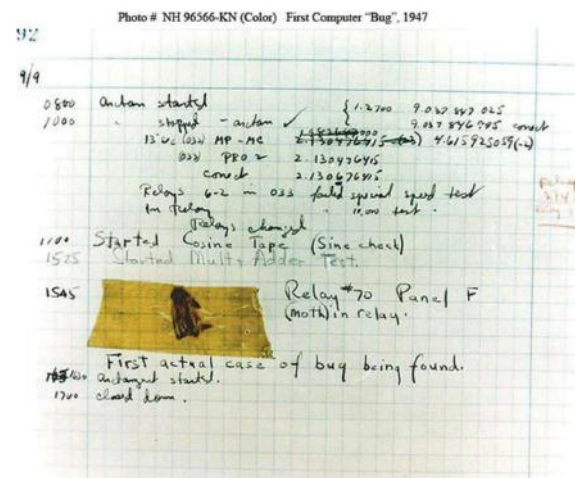 Photo # NH 96566-KN (Color) First Computer "Bug", 1947
92
9/9
0800 Antan started
1000 " stopped - antan ✓ { 1.2700 9.037 847 025
9.037 846 795 correct
13"uc (032) MP - MC 2.130476415 4.615925059(-2)
(033) PRO 2 2.130476415
correct 2.130676415
Relays 6-2 in 033 failed special speed test
in Relay " 10.000 test.
Relays changed
1100 Started Cosine Tape (Sine check)
1525 Started Mult + Adder Test.
1545 Relay #70 Panel F
(moth) in relay.
First actual case of bug being found.
1630 antangent started.
1700 closed down.